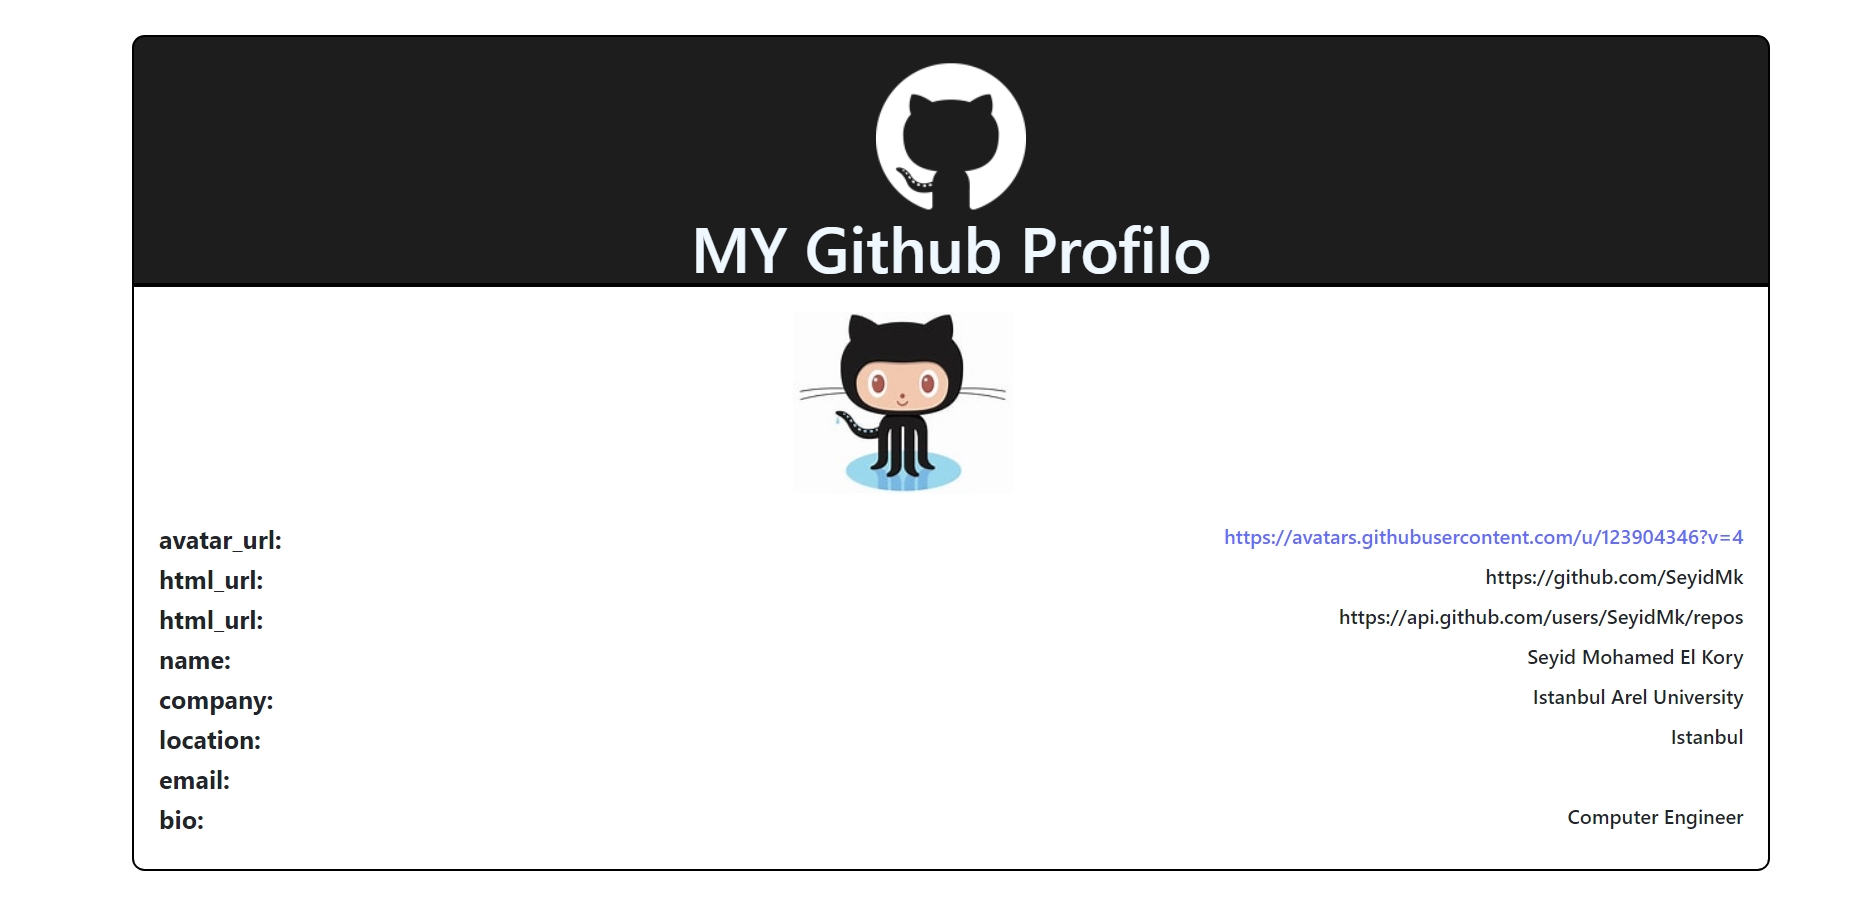 MY Github Profilo
avatar_url: https://avatars.githubusercontent.com/u/123904346?v=4
html_url: https://github.com/SeyidMk
html_url: https://api.github.com/users/SeyidMk/repos
name: Seyid Mohamed El Kory
company: Istanbul Arel University
location: Istanbul
email:
bio: Computer Engineer